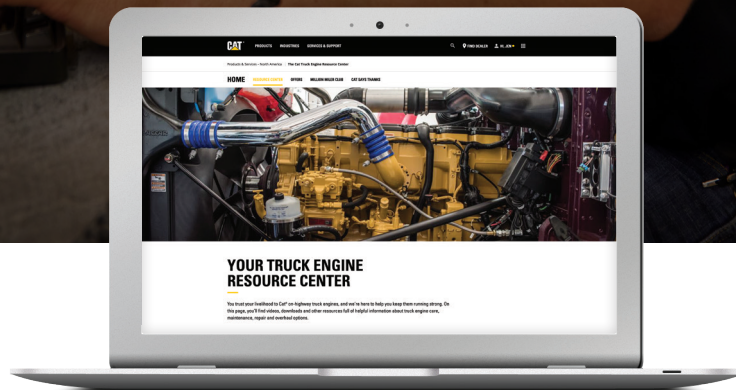 CAT
PRODUCTS INDUSTRIES SERVICES & SUPPORT FIND DEALER HI, JEN
Products & Services - North America The Cat Truck Engine Resource Center
HOME RESOURCE CENTER OFFERS MILLION MILER CLUB CAT SAYS THANKS
YOUR TRUCK ENGINE
RESOURCE CENTER
You trust your livelihood to Cat® on-highway truck engines, and we're here to help you keep them running strong. On
this page, you'll find videos, downloads and other resources full of helpful information about truck engine care,
maintenance, repair and overhaul options.